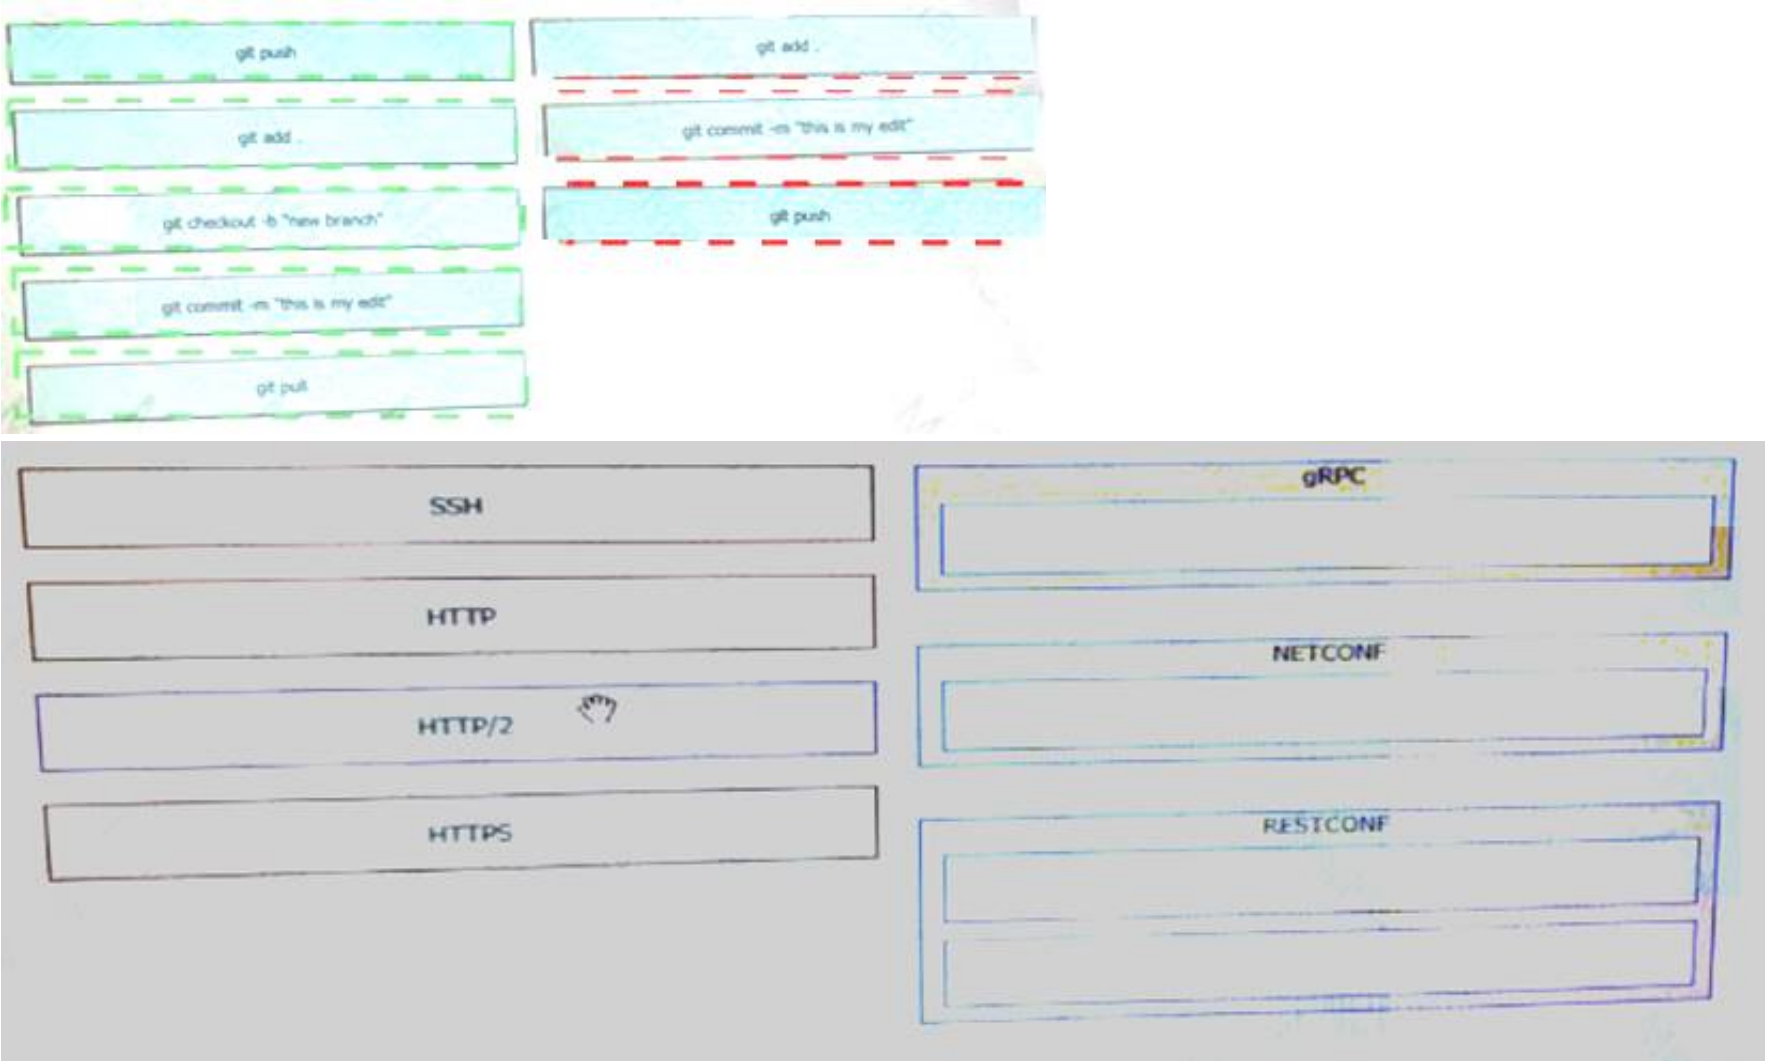 git push
git add .
git checkout -b "new branch"
git commit -m "this is my edit"
git pull
git add .
git commit -m "this is my edit"
git push
SSH
HTTP
HTTP/2
HTTPS
gRPC
NETCONF
RESTCONF